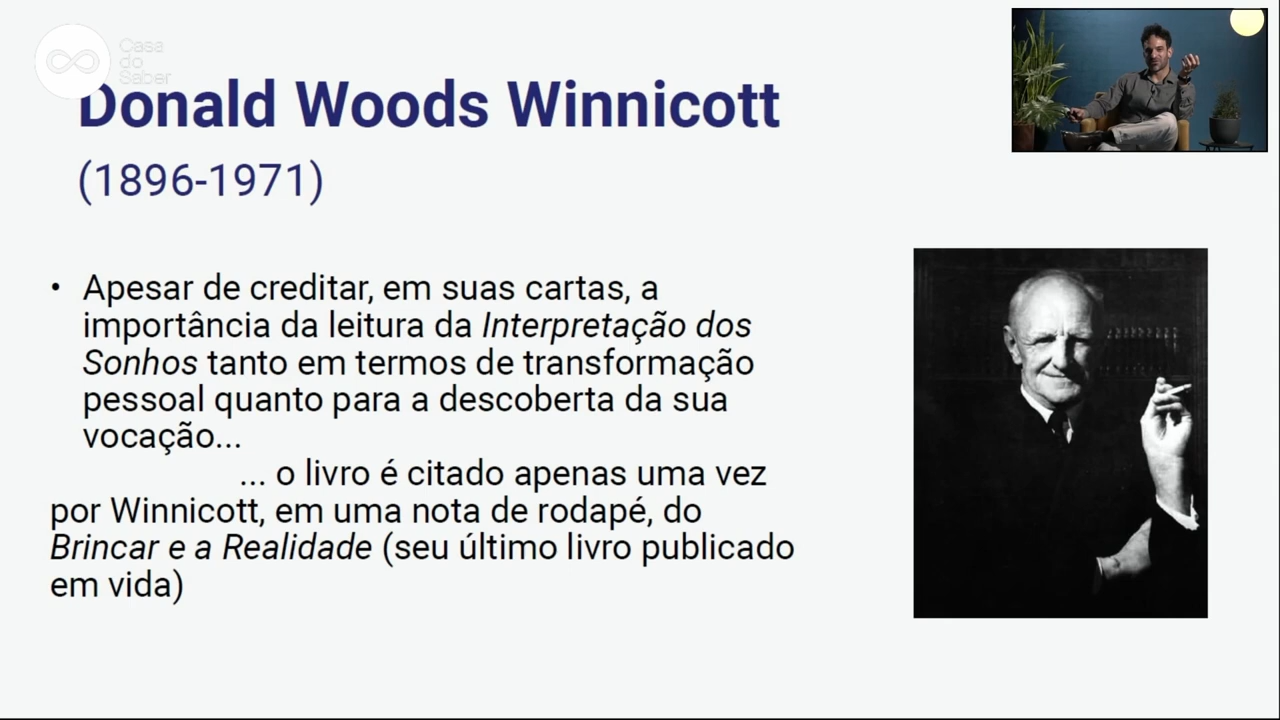 Casa
do
Saber
Donald Woods Winnicott
(1896-1971)
• Apesar de creditar, em suas cartas, a
importância da leitura da Interpretação dos
Sonhos tanto em termos de transformação
pessoal quanto para a descoberta da sua
vocação...
... o livro é citado apenas uma vez
por Winnicott, em uma nota de rodapé, do
Brincar e a Realidade (seu último livro publicado
em vida)